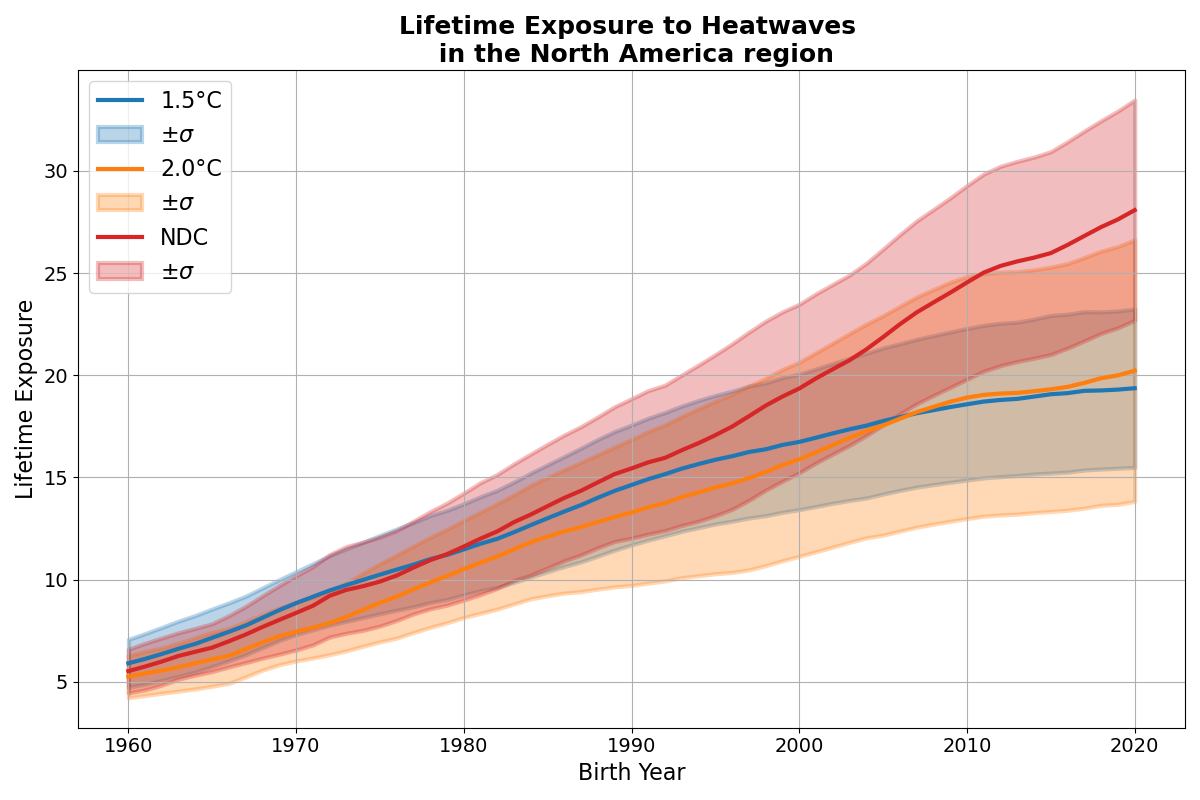 Lifetime Exposure to Heatwaves
in the North America region
1.5°C
±σ
2.0°C
±σ
NDC
±σ
Lifetime Exposure
30
25
20
15
10
5
1960 1970 1980 1990 2000 2010 2020
Birth Year